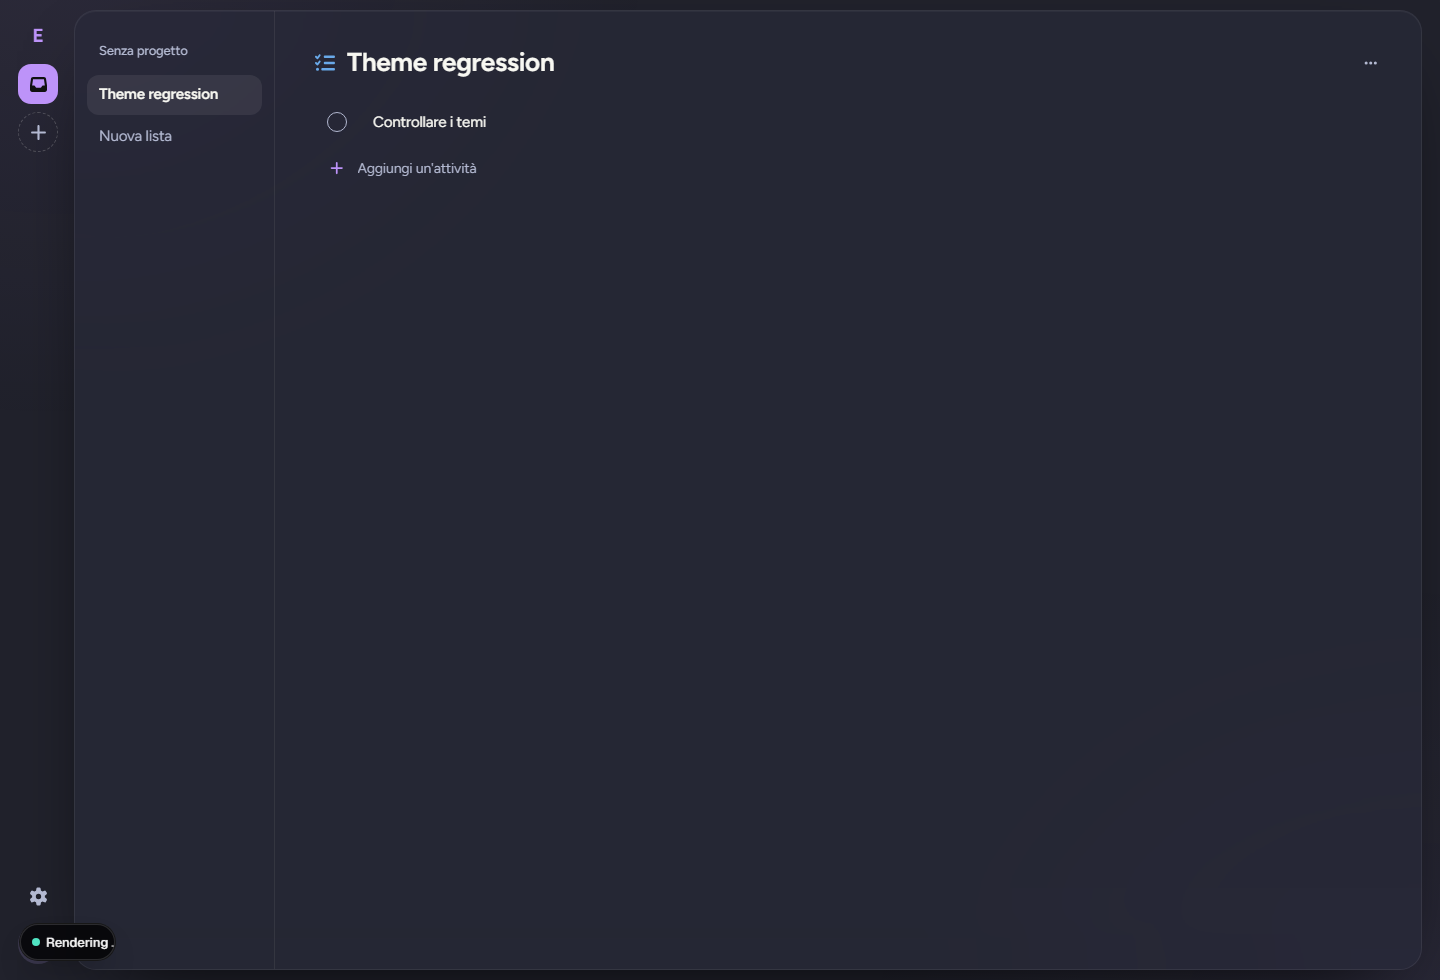 E
Senza progetto
Theme regression
Nuova lista
Theme regression
Controllare i temi
Aggiungi un'attività
Rendering .